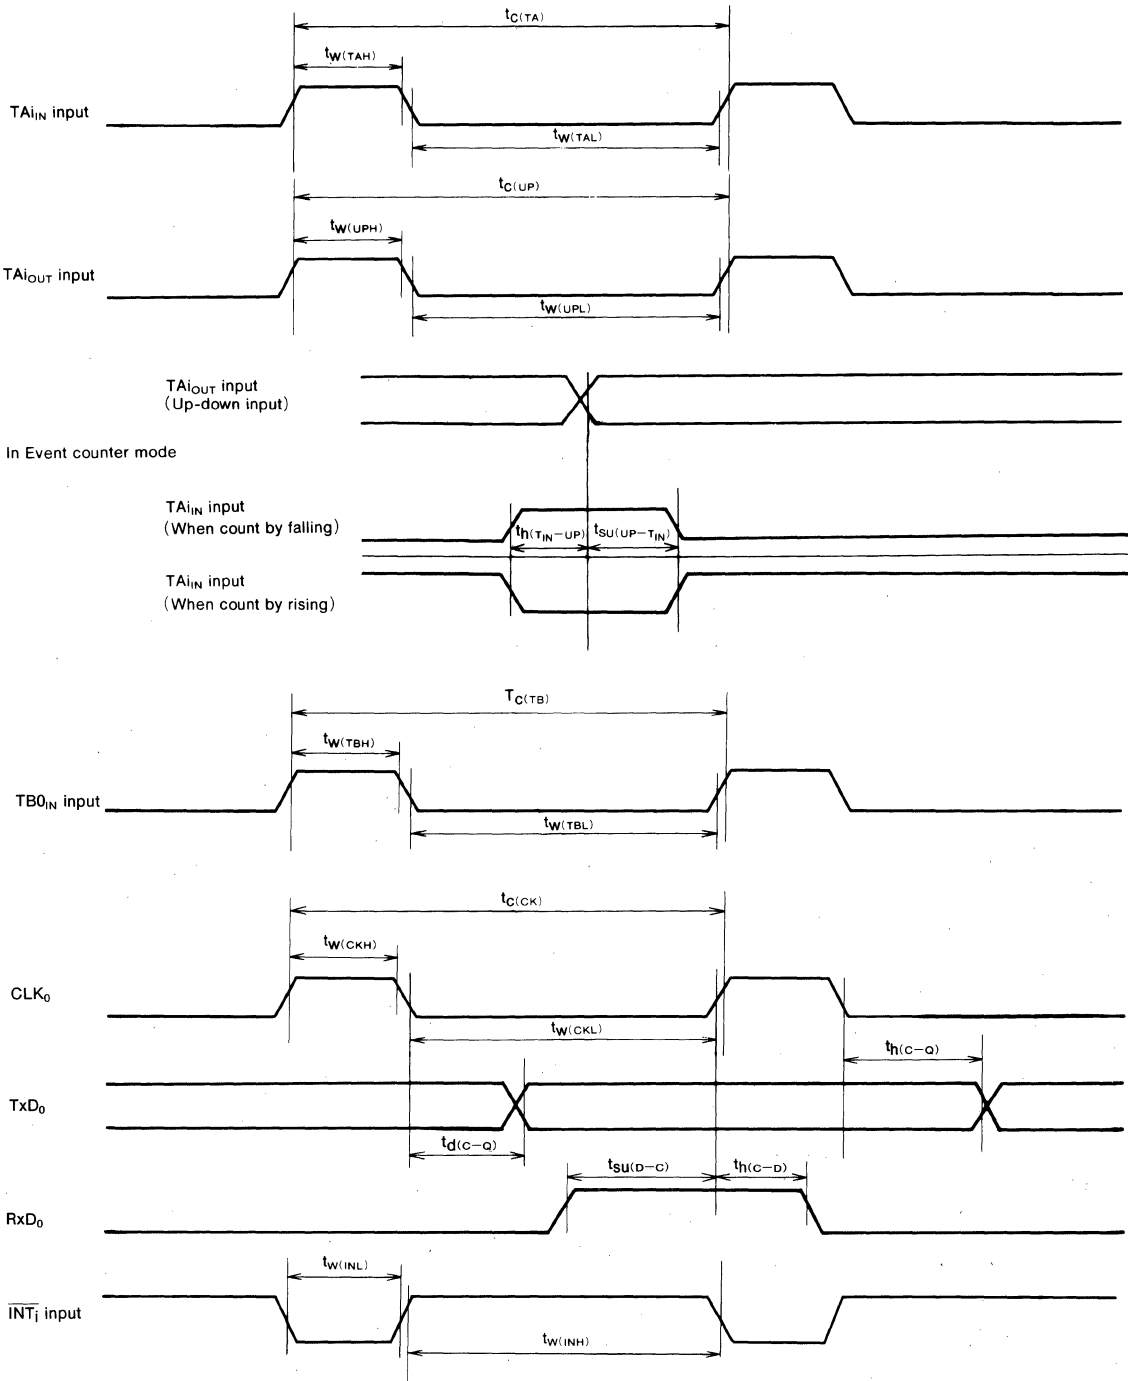 tC(TA)
tW(TAH)
TAiIN input
tW(TAL)
tC(UP)
tW(UPH)
TAiOUT input
tW(UPL)
TAiOUT input
(Up-down input)
In Event counter mode
TAiIN input
(When count by falling)
th(TIN−UP)
tSU(UP−TIN)
TAiIN input
(When count by rising)
TC(TB)
tW(TBH)
TB0IN input
tW(TBL)
tC(CK)
tW(CKH)
CLK0
tW(CKL)
th(C−Q)
TxD0
td(C−Q)
tSU(D−C)
th(C−D)
RxD0
tW(INL)
INTi input
tW(INH)